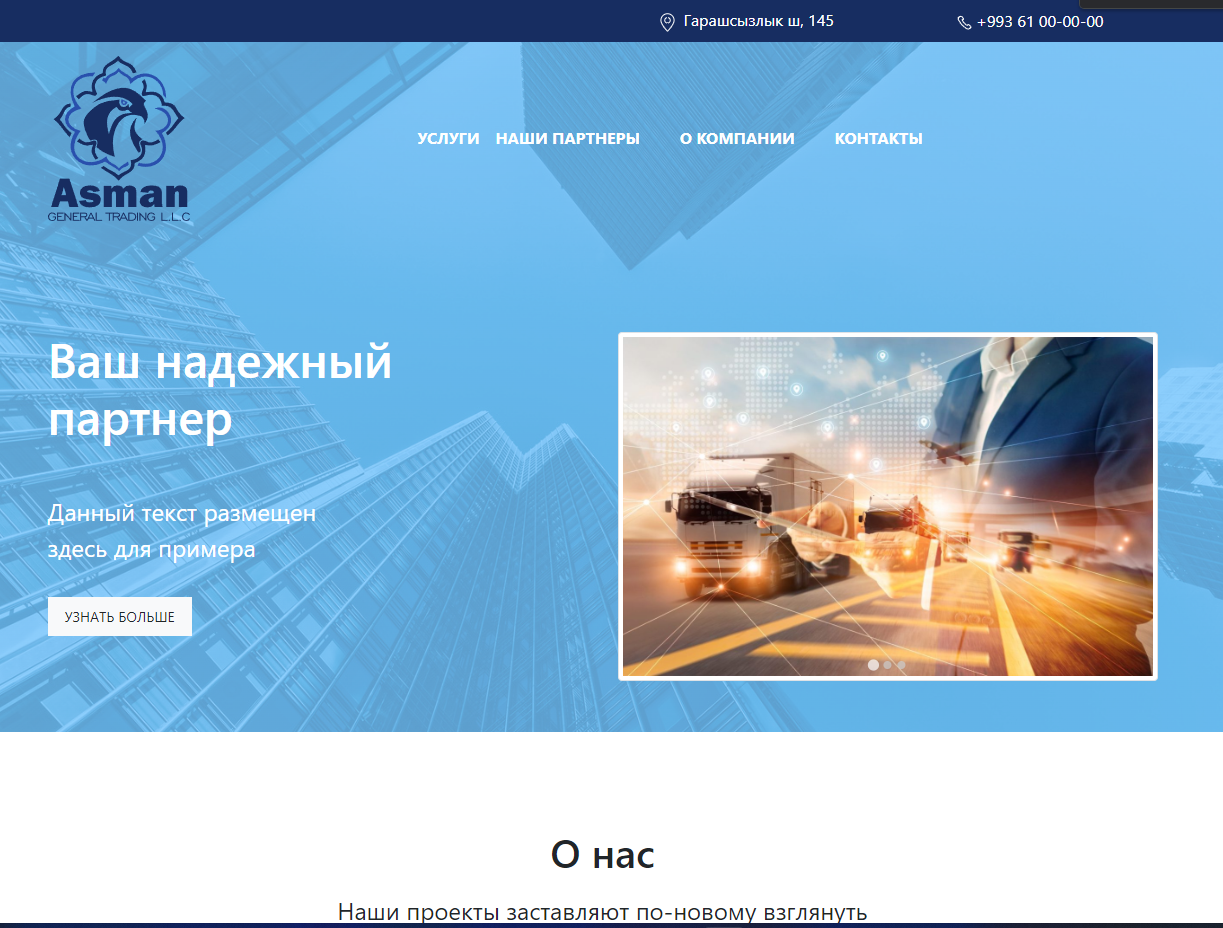 Гарашсызлык ш, 145
+993 61 00-00-00
Asman
GENERAL TRADING L.L.C
УСЛУГИ НАШИ ПАРТНЕРЫ О КОМПАНИИ КОНТАКТЫ
Ваш надежный
партнер
Данный текст размещен
здесь для примера
УЗНАТЬ БОЛЬШЕ
О нас
Наши проекты заставляют по-новому взглянуть